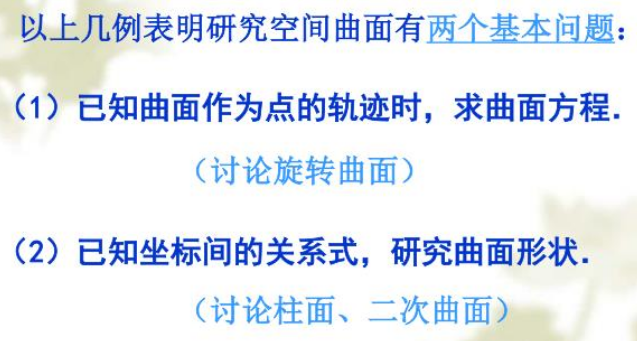 以上几例表明研究空间曲面有两个基本问题：
（1）已知曲面作为点的轨迹时，求曲面方程．
（讨论旋转曲面）
（2）已知坐标间的关系式，研究曲面形状．
（讨论柱面、二次曲面）